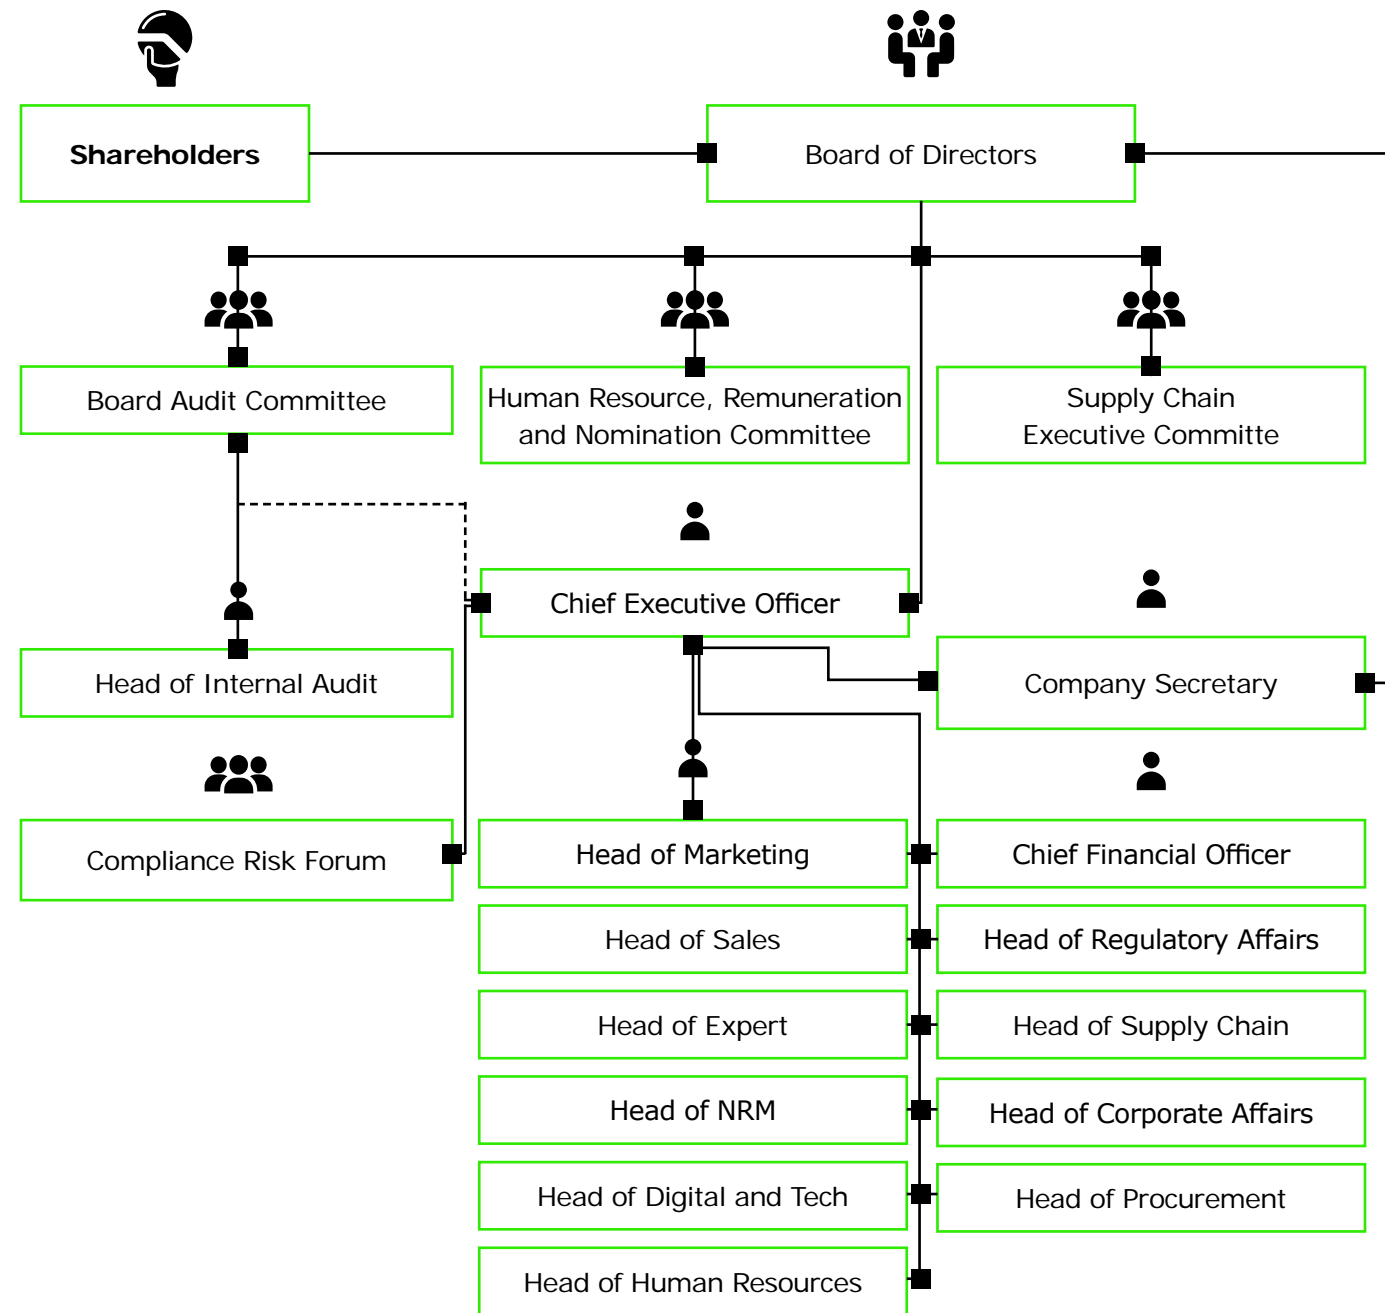 Shareholders
Board of Directors
Board Audit Committee
Human Resource, Remuneration
and Nomination Committee
Supply Chain
Executive Committe
Chief Executive Officer
Head of Internal Audit
Company Secretary
Compliance Risk Forum
Head of Marketing
Chief Financial Officer
Head of Sales
Head of Regulatory Affairs
Head of Expert
Head of Supply Chain
Head of NRM
Head of Corporate Affairs
Head of Digital and Tech
Head of Procurement
Head of Human Resources